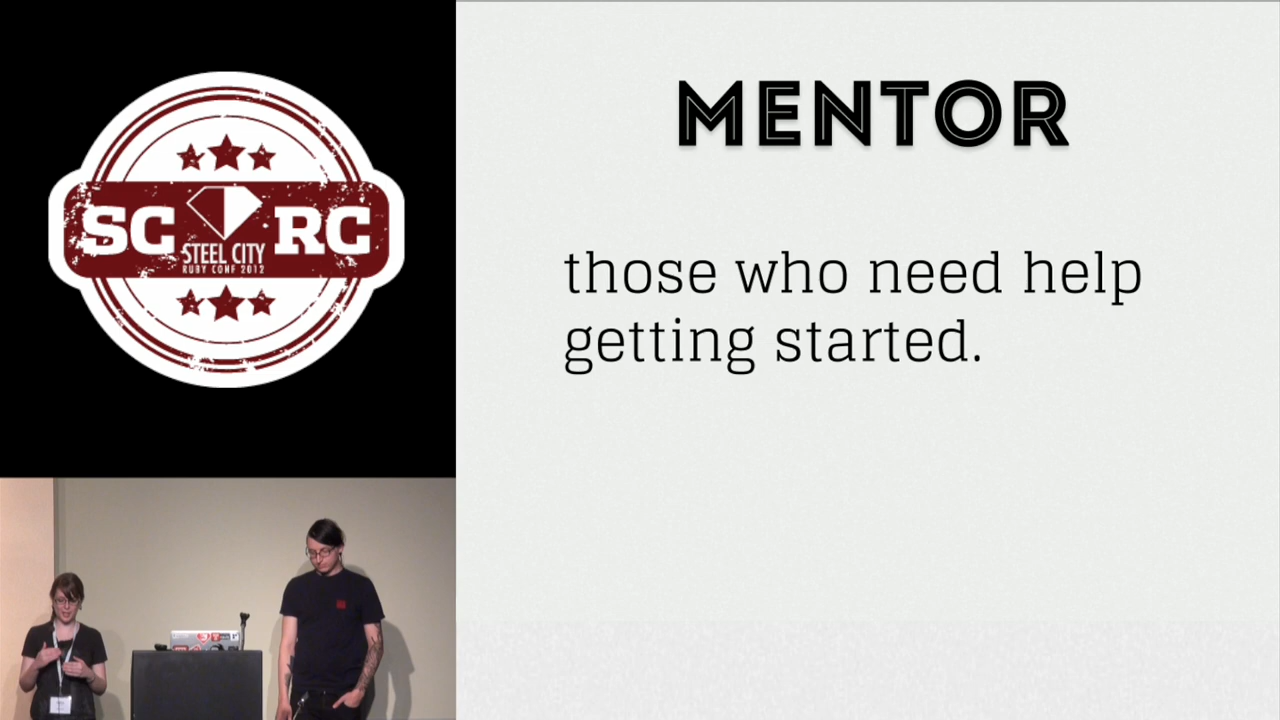 SC RC
STEEL CITY
RUBY CONF 2012
MENTOR
those who need help
getting started.